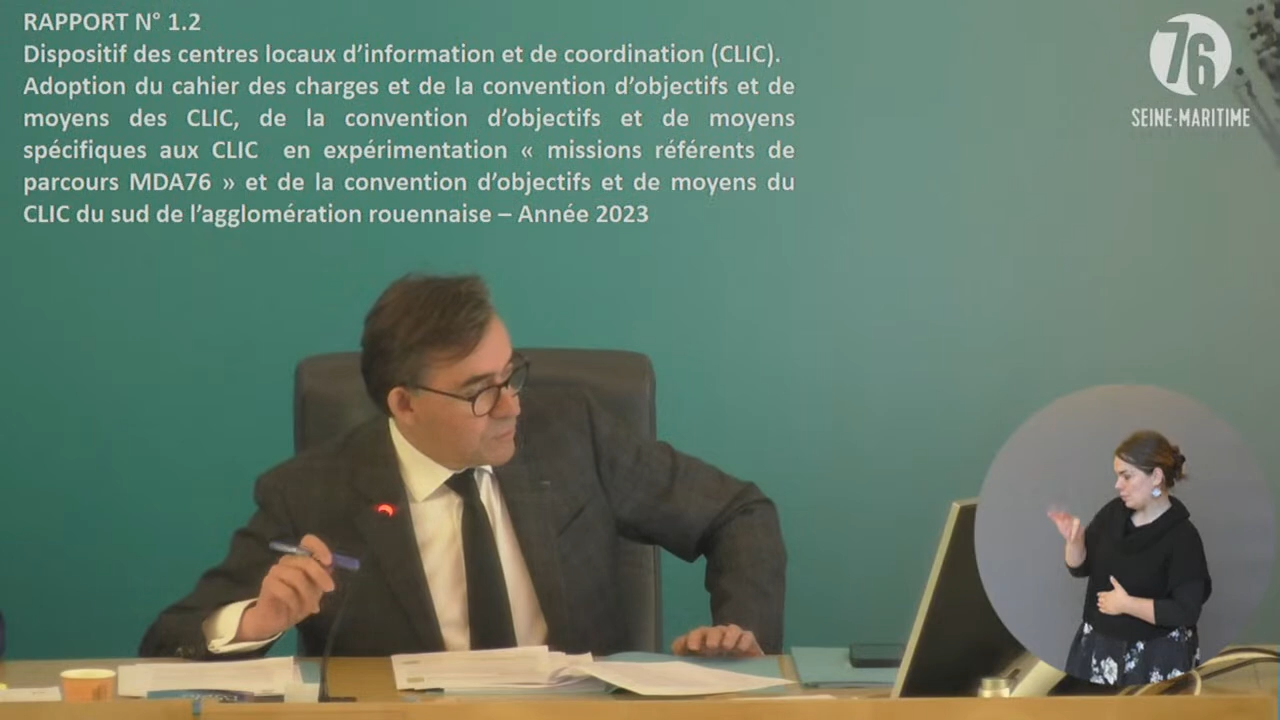 RAPPORT N° 1.2
Dispositif des centres locaux d’information et de coordination (CLIC).
Adoption du cahier des charges et de la convention d’objectifs et de
moyens des CLIC, de la convention d’objectifs et de moyens
spécifiques aux CLIC en expérimentation « missions référents de
parcours MDA76 » et de la convention d’objectifs et de moyens du
CLIC du sud de l’agglomération rouennaise – Année 2023
76
SEINE-MARITIME